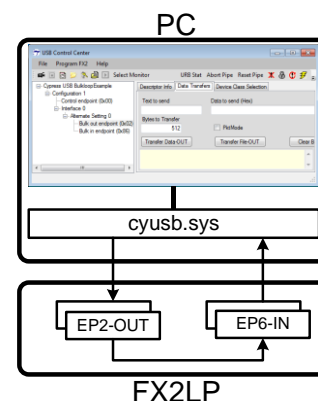 PC
USB Control Center
File Program FX2 Help
Select Monitor URB Stat Abort Pipe Reset Pipe
Cypress USB BulkloopExample
Configuration 1
Control endpoint (0x00)
Interface 0
Alternate Setting 0
Bulk out endpoint (0x02)
Bulk in endpoint (0x86)
Descriptor Info Data Transfers Device Class Selection
Text to send Data to send (Hex)
Bytes to Transfer
512 PktMode
Transfer Data-OUT Transfer File-OUT Clear B
cyusb.sys
EP2-OUT EP6-IN
FX2LP